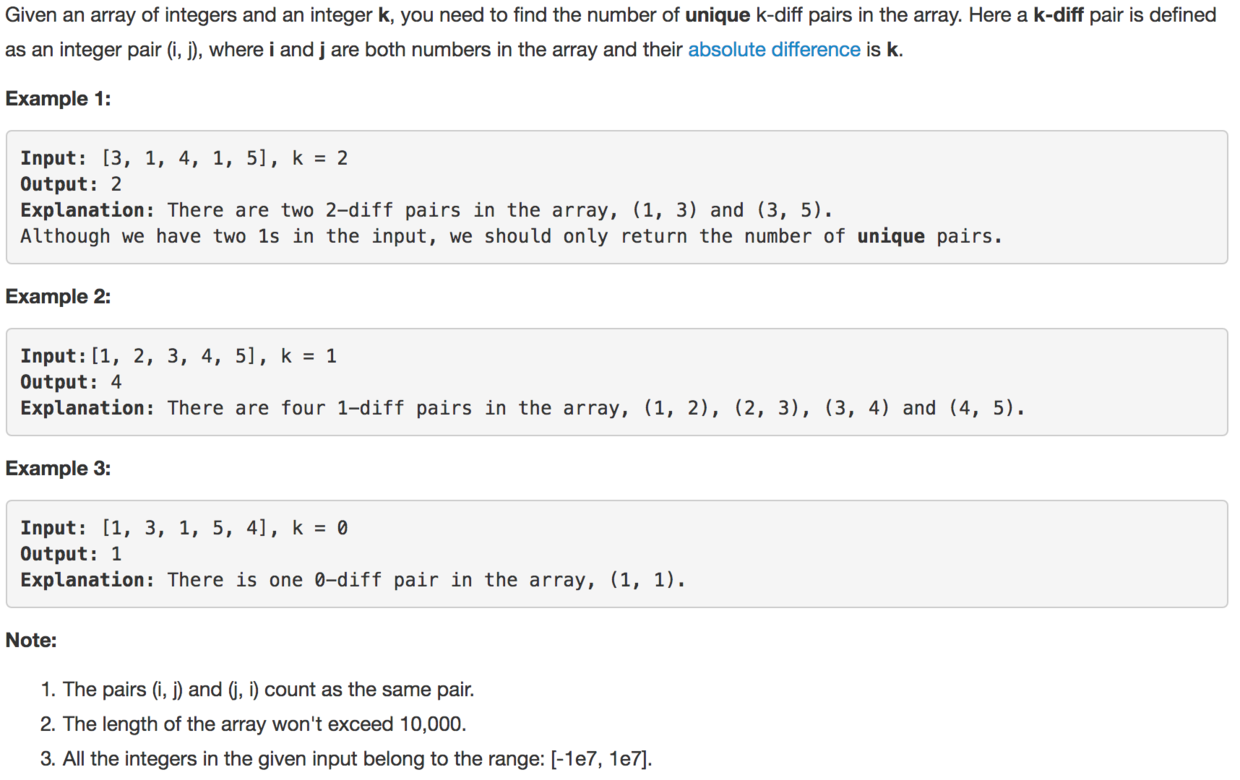 Given an array of integers and an integer k, you need to find the number of unique k-diff pairs in the array. Here a k-diff pair is defined
as an integer pair (i, j), where i and j are both numbers in the array and their absolute difference is k.
Example 1:
Input: [3, 1, 4, 1, 5], k = 2
Output: 2
Explanation: There are two 2-diff pairs in the array, (1, 3) and (3, 5).
Although we have two 1s in the input, we should only return the number of unique pairs.
Example 2:
Input:[1, 2, 3, 4, 5], k = 1
Output: 4
Explanation: There are four 1-diff pairs in the array, (1, 2), (2, 3), (3, 4) and (4, 5).
Example 3:
Input: [1, 3, 1, 5, 4], k = 0
Output: 1
Explanation: There is one 0-diff pair in the array, (1, 1).
Note:
1. The pairs (i, j) and (j, i) count as the same pair.
2. The length of the array won't exceed 10,000.
3. All the integers in the given input belong to the range: [-1e7, 1e7].